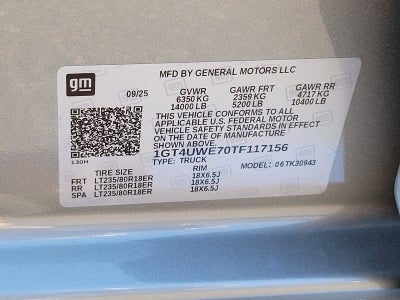 gm
MFD BY GENERAL MOTORS LLC
09/25 GVWR GAWR FRT GAWR RR
6350 KG 2359 KG 4717 KG
14000 LB 5200 LB 10400 LB
THIS VEHICLE CONFORMS TO ALL
APPLICABLE U.S. FEDERAL MOTOR
VEHICLE SAFETY STANDARDS IN EFFECT
ON THE DATE OF MANUFACTURE
SHOWN ABOVE.
1GT4UWE70TF117156
130H TYPE: TRUCK MODEL: 06TK30943
TIRE SIZE RIM
FRT LT235/80R18ER 18X6.5J
RR LT235/80R18ER 18X6.5J
SPA LT235/80R18ER 18X6.5J